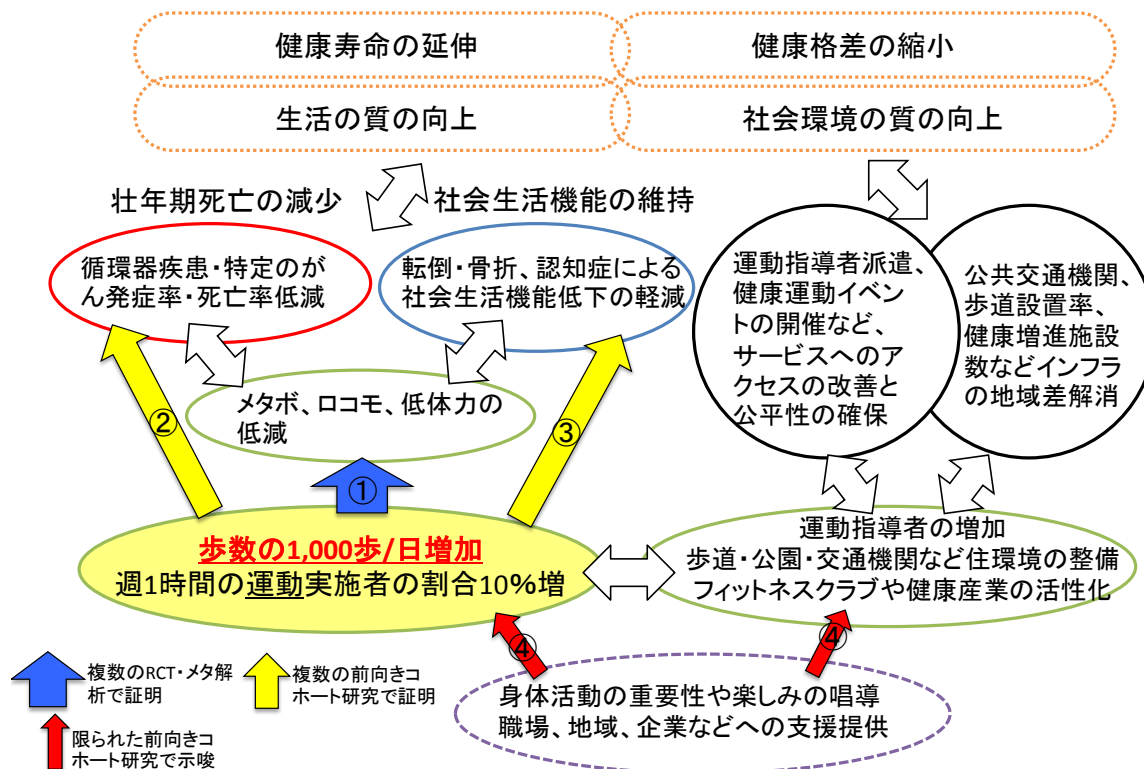 健康寿命の延伸
健康格差の縮小
生活の質の向上
社会環境の質の向上
壮年期死亡の減少
社会生活機能の維持
循環器疾患・特定のが
ん発症率・死亡率低減
転倒・骨折、認知症による
社会生活機能低下の軽減
運動指導者派遣、
健康運動イベン
トの開催など、
サービスへのア
クセスの改善と
公平性の確保
公共交通機関、
歩道設置率、
健康増進施設
数などインフラ
の地域差解消
メタボ、ロコモ、低体力の
低減
②
③
①
歩数の1,000歩/日増加
週1時間の運動実施者の割合10%増
運動指導者の増加
歩道・公園・交通機関など住環境の整備
フィットネスクラブや健康産業の活性化
④
④
身体活動の重要性や楽しみの唱導
職場、地域、企業などへの支援提供
複数のRCT・メタ解
析で証明
複数の前向きコ
ホート研究で証明
限られた前向きコ
ホート研究で示唆